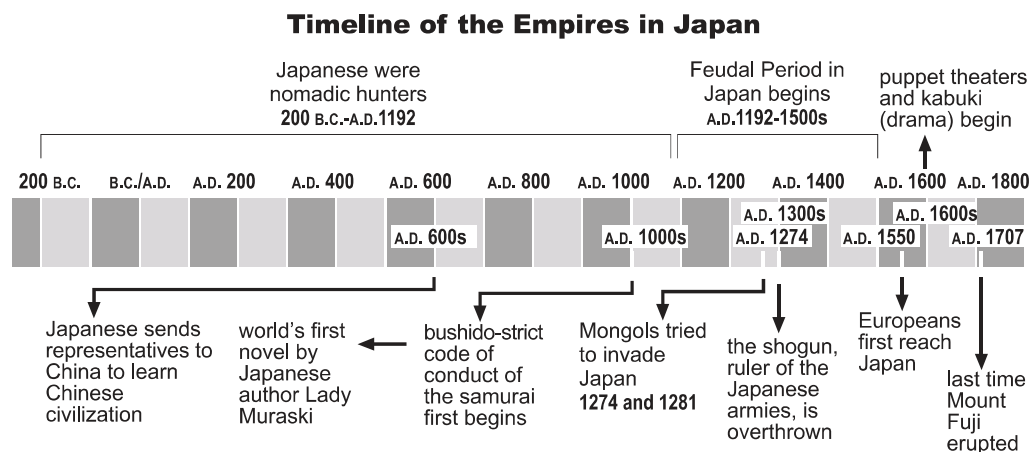 Timeline of the Empires in Japan
Japanese were
nomadic hunters
200 B.C.-A.D.1192
Feudal Period in
Japan begins
A.D.1192-1500s
puppet theaters
and kabuki
(drama) begin
200 B.C. B.C./A.D. A.D. 200 A.D. 400 A.D. 600 A.D. 800 A.D. 1000 A.D. 1200 A.D. 1400 A.D. 1600 A.D. 1800
A.D. 1300s A.D. 1600s
A.D. 600s A.D. 1000s A.D. 1274 A.D. 1550 A.D. 1707
Japanese sends
representatives to
China to learn
Chinese
civilization
world's first
novel by
Japanese
author Lady
Muraski
bushido-strict
code of
conduct of
the samurai
first begins
Mongols tried
to invade
Japan
1274 and 1281
the shogun,
ruler of the
Japanese
armies, is
overthrown
Europeans
first reach
Japan
last time
Mount
Fuji
erupted